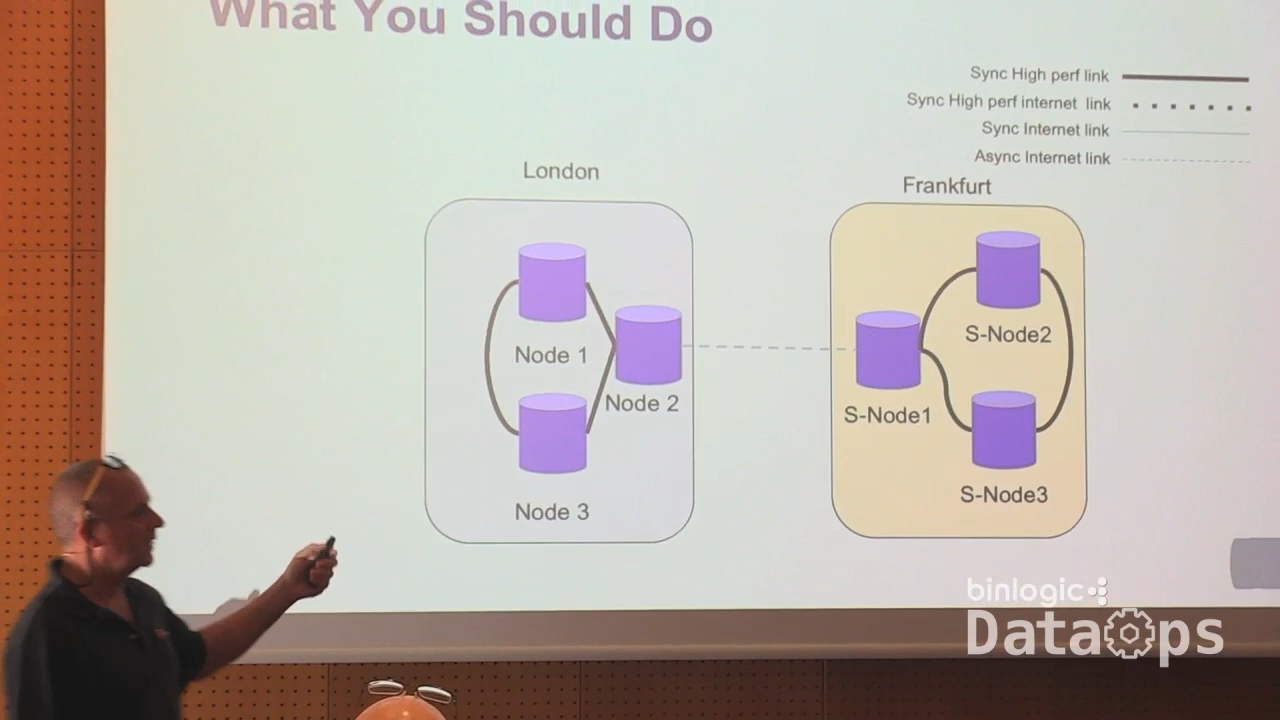 What You Should Do
Sync High perf link
Sync High perf internet link
Sync Internet link
Async Internet link
London
Frankfurt
Node 1
Node 2
Node 3
S-Node2
S-Node1
S-Node3
binlogic
DataOps